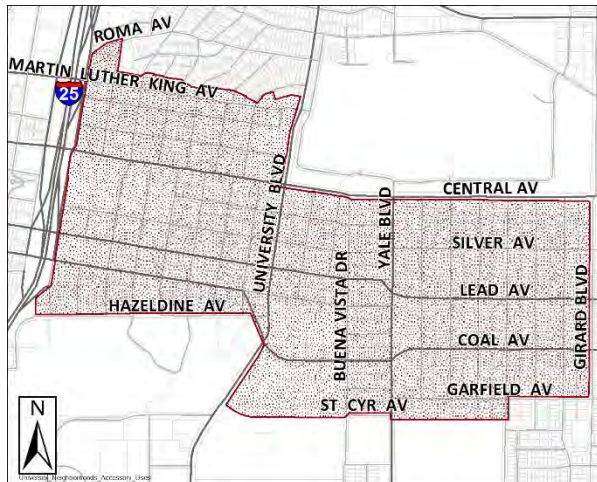 ROMA AV
MARTIN LUTHER KING AV
25
UNIVERSITY BLVD
CENTRAL AV
YALE BLVD
SILVER AV
BUENA VISTA DR
LEAD AV
GIRARD BLVD
HAZELDINE AV
COAL AV
GARFIELD AV
ST CYR AV
N
University_Neighborhoods_Accessory_Uses